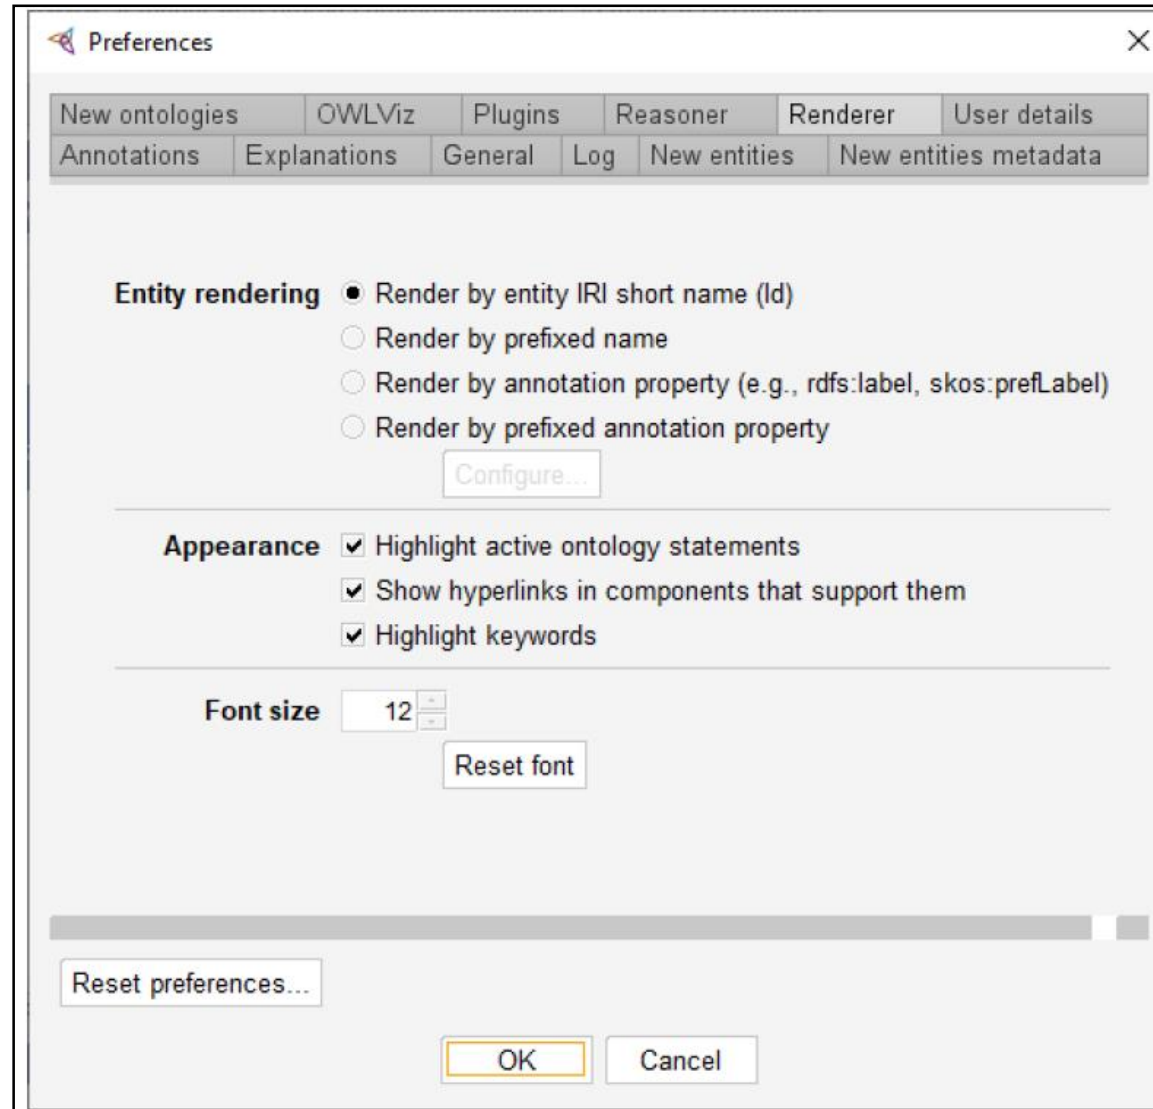 Preferences
New ontologies OWLViz Plugins Reasoner Renderer User details
Annotations Explanations General Log New entities New entities metadata
Entity rendering Render by entity IRI short name (Id)
Render by prefixed name
Render by annotation property (e.g., rdfs:label, skos:prefLabel)
Render by prefixed annotation property
Configure...
Appearance Highlight active ontology statements
Show hyperlinks in components that support them
Highlight keywords
Font size 12
Reset font
Reset preferences...
OK Cancel